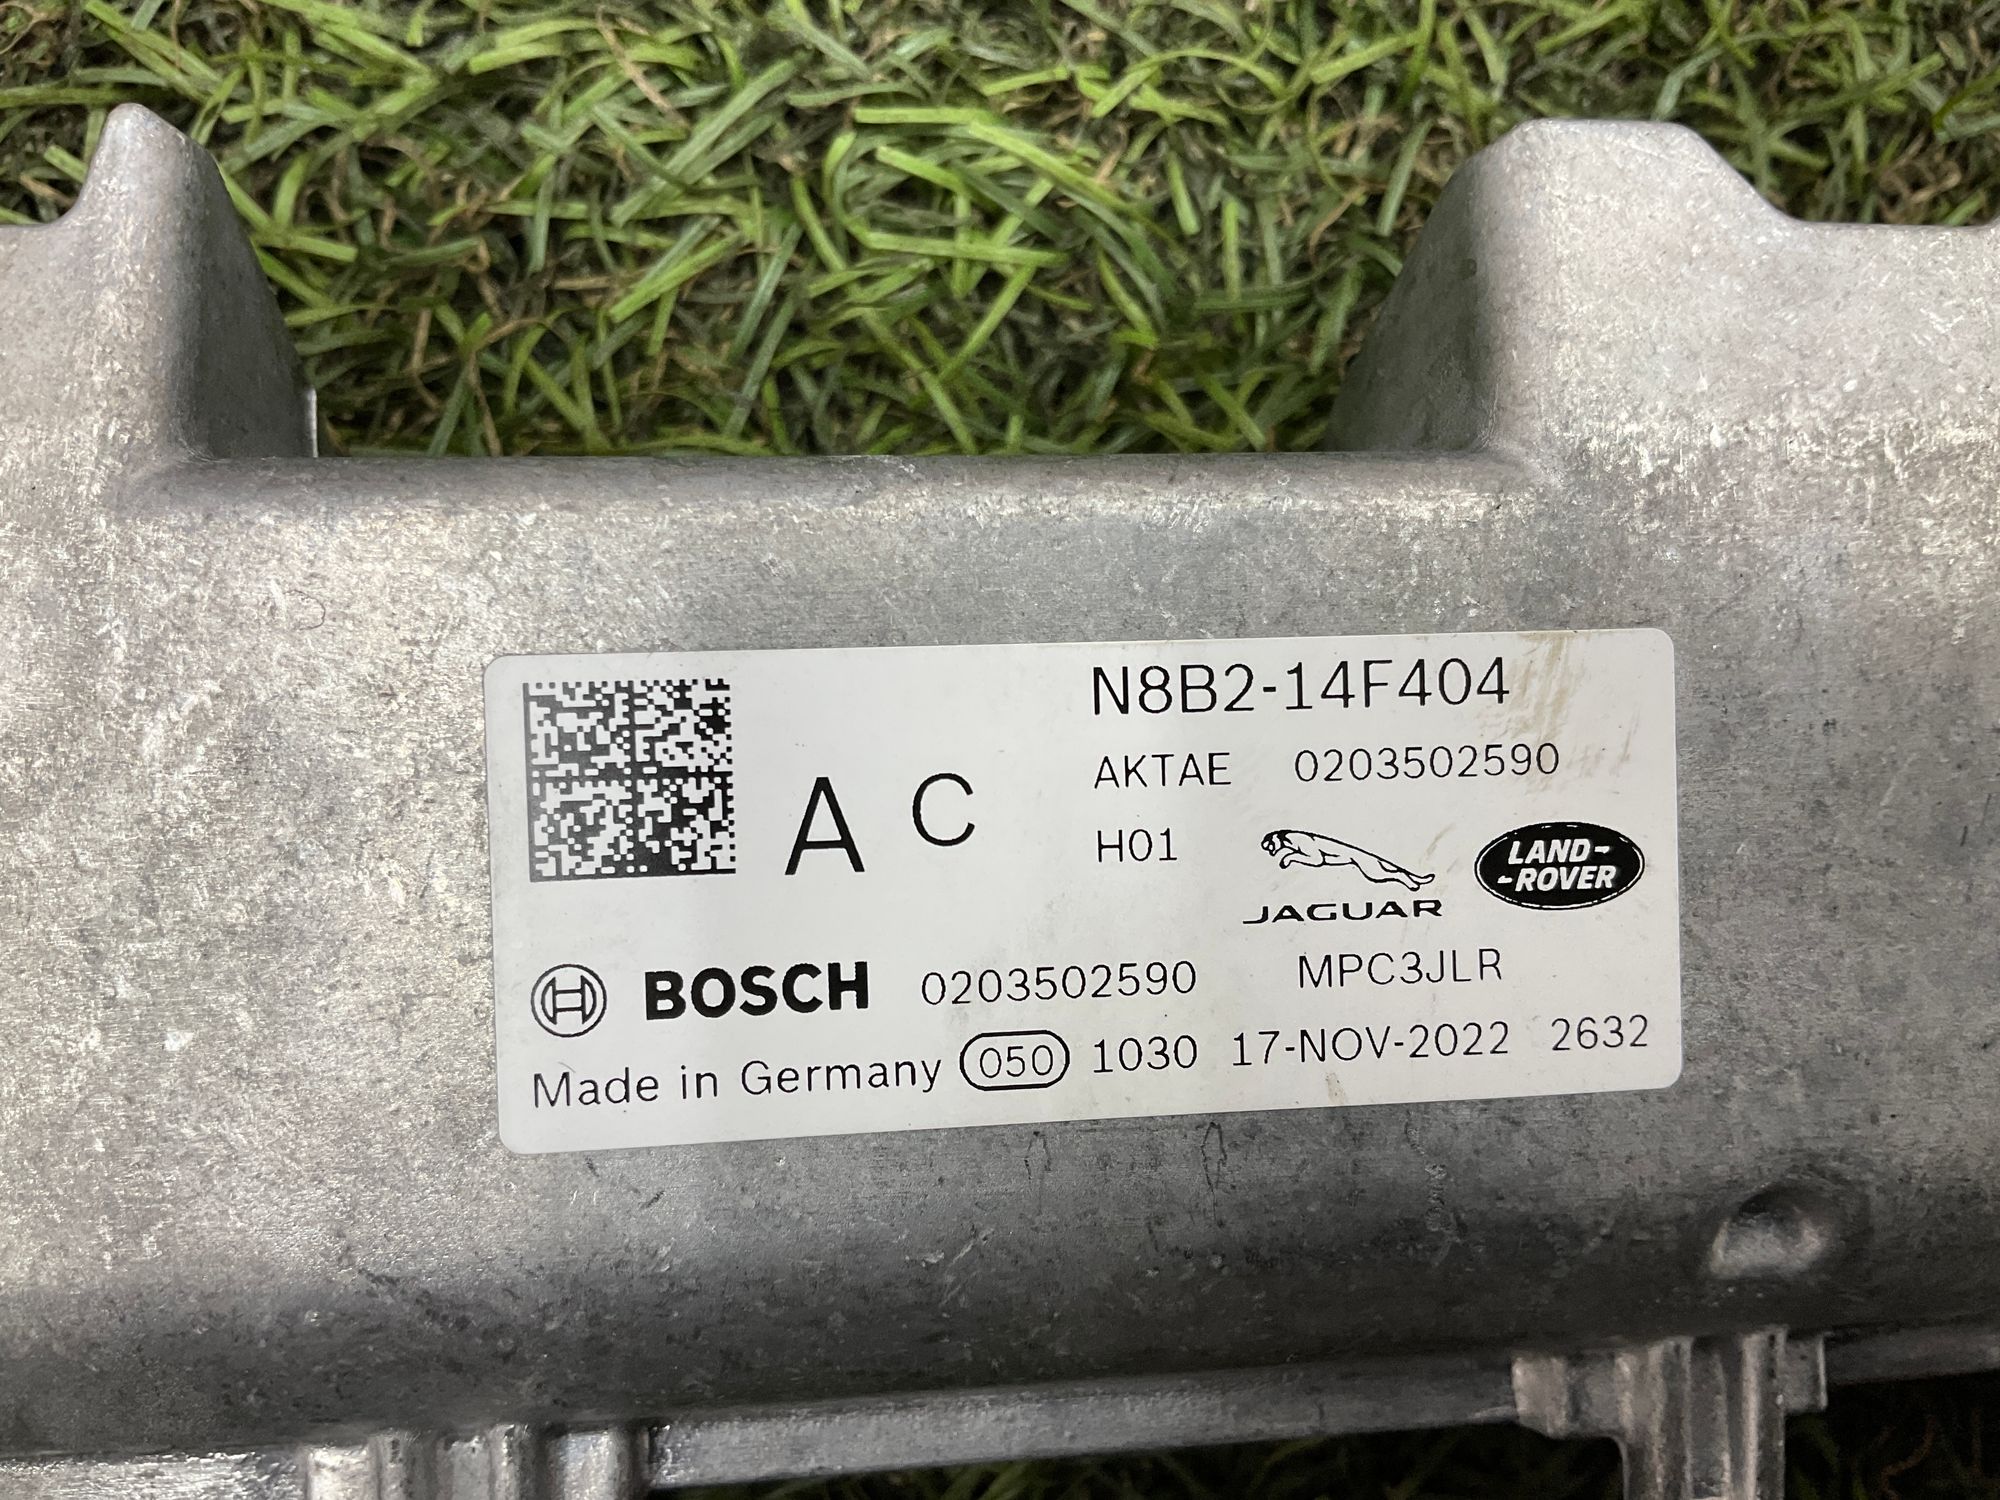 N8B2-14F404
AKTAE 0203502590
A C
H01
JAGUAR
LAND-
-ROVER
BOSCH 0203502590 MPC3JLR
Made in Germany 050 1030 17-NOV-2022 2632